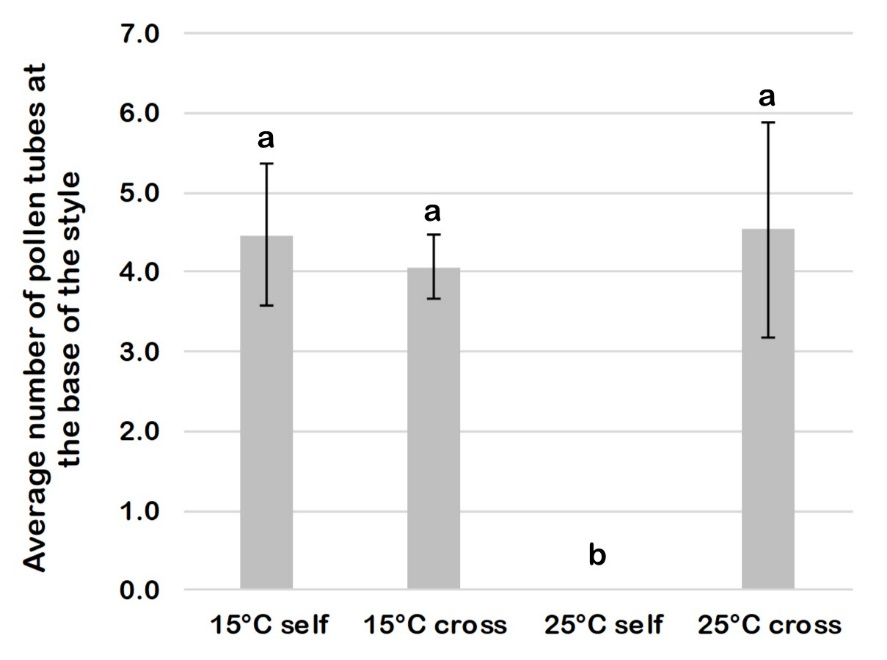 Average number of pollen tubes at
the base of the style
7.0
6.0
5.0
4.0
3.0
2.0
1.0
0.0
a
a
b
a
15°C self
15°C cross
25°C self
25°C cross